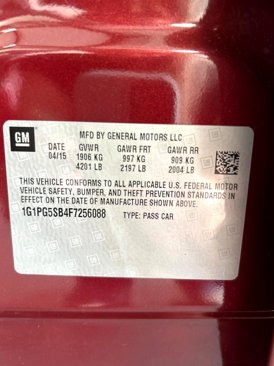 GM
MFD BY GENERAL MOTORS LLC
DATE GVWR GAWR FRT GAWR RR
04/15 1906 KG 997 KG 909 KG
4201 LB 2197 LB 2004 LB
THIS VEHICLE CONFORMS TO ALL APPLICABLE U.S. FEDERAL MOTOR
VEHICLE SAFETY, BUMPER, AND THEFT PREVENTION STANDARDS IN
EFFECT ON THE DATE OF MANUFACTURE SHOWN ABOVE.
1G1PG5SB4F7256088 TYPE: PASS CAR